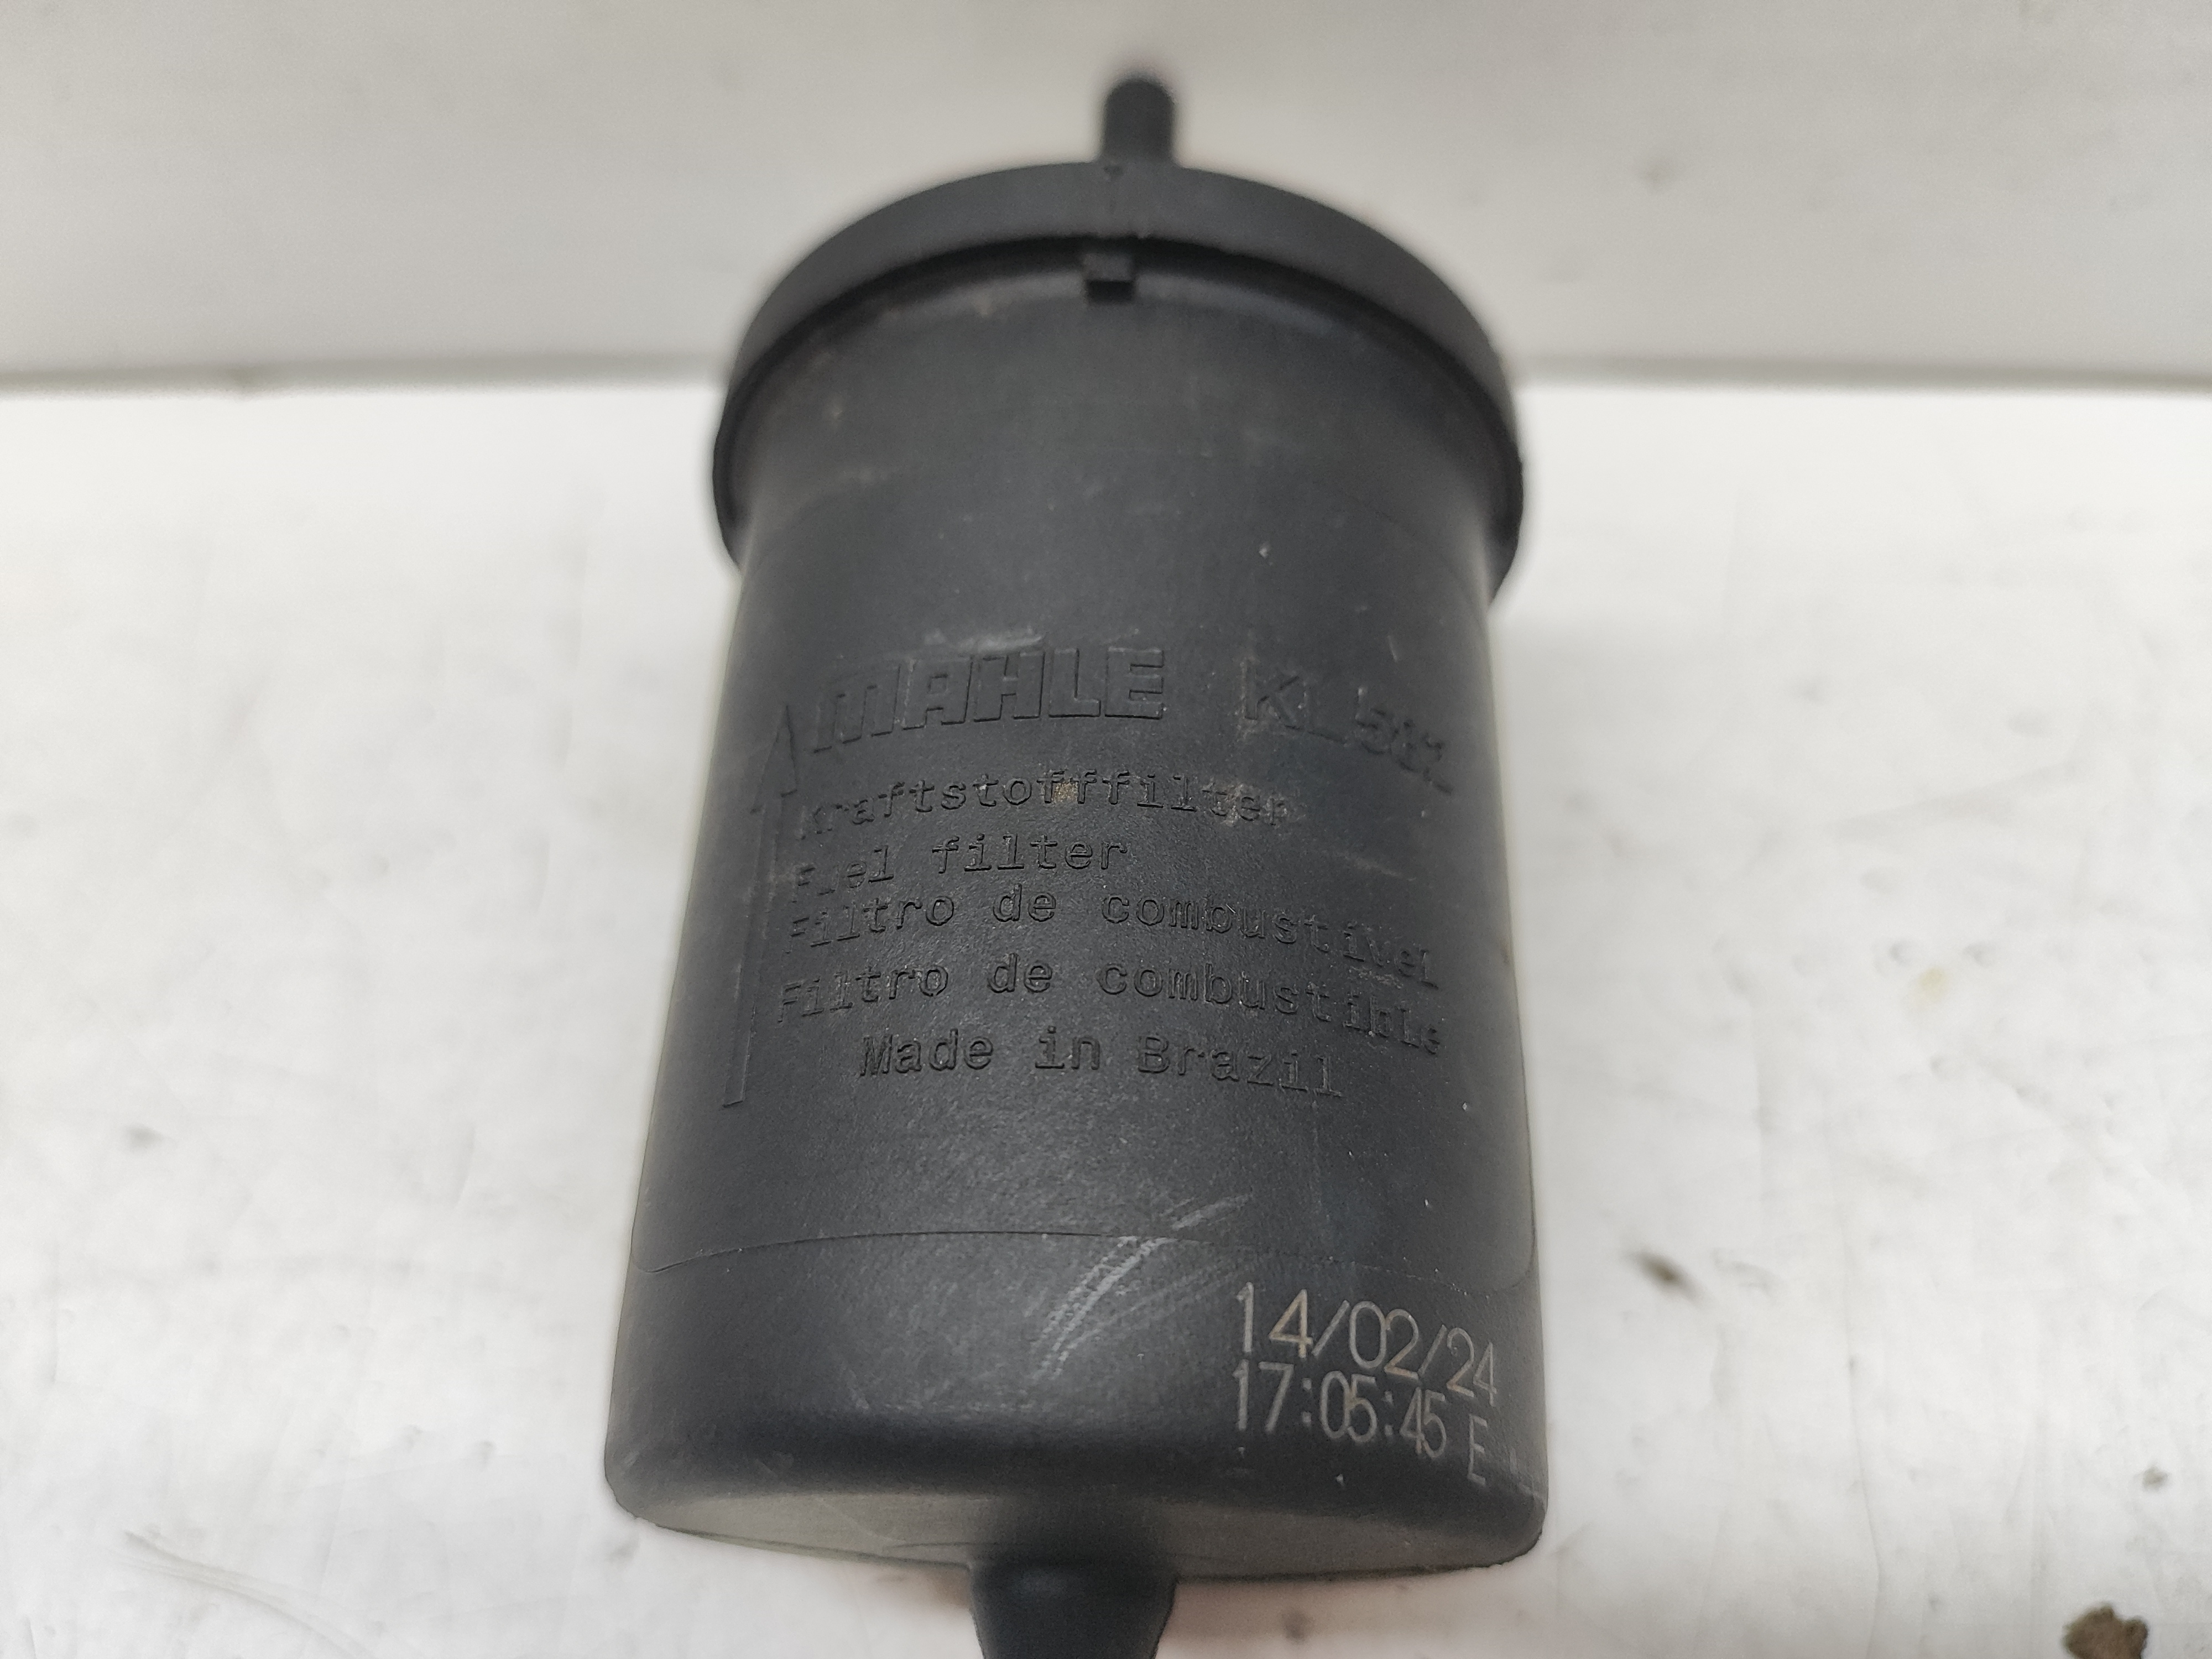 MAHLE KL582
Kraftstofffilter
Fuel filter
Filtro de combustível
Filtro de combustible
Made in Brazil
14/02/24
17:05:45 E